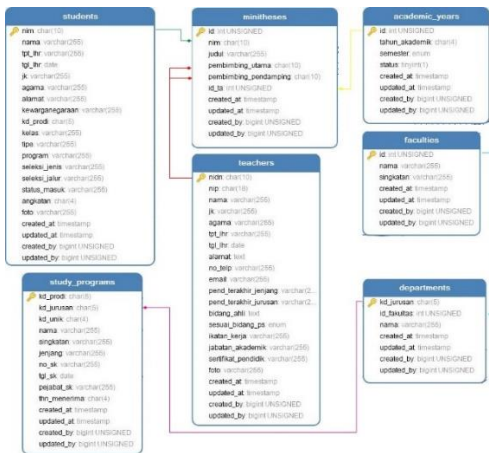 students
nim char(10)
nama varchar(255)
tpt_lhr varchar(255)
tgl_lhr date
jk varchar(255)
agama varchar(255)
alamat varchar(255)
kewarganegaraan varchar(255)
kd_prodi char(6)
kelas varchar(255)
tipe varchar(255)
program varchar(255)
seleksi_jenis varchar(255)
seleksi_jalur varchar(255)
status_masuk varchar(255)
angkatan char(4)
foto varchar(255)
created_at timestamp
updated_at timestamp
created_by bigint UNSIGNED
updated_by bigint UNSIGNED
minitheses
id int UNSIGNED
nim char(10)
judul varchar(255)
pembimbing_utama char(10)
pembimbing_pendamping char(10)
id_ta int UNSIGNED
created_at timestamp
updated_at timestamp
created_by bigint UNSIGNED
updated_by bigint UNSIGNED
academic_years
id int UNSIGNED
tahun_akademik char(4)
semester enum
status tinyint(1)
created_at timestamp
updated_at timestamp
created_by bigint UNSIGNED
updated_by bigint UNSIGNED
faculties
id int UNSIGNED
nama varchar(255)
singkatan varchar(255)
created_at timestamp
updated_at timestamp
created_by bigint UNSIGNED
updated_by bigint UNSIGNED
teachers
nidn char(10)
nip char(18)
nama varchar(255)
jk varchar(255)
agama varchar(255)
tpt_lhr varchar(255)
tgl_lhr date
alamat text
no_telp varchar(255)
email varchar(255)
pend_terakhir_jenjang varchar(2...
pend_terakhir_jurusan varchar(2...
bidang_ahli text
sesuai_bidang_ps enum
ikatan_kerja varchar(255)
jabatan_akademik varchar(255)
sertifikat_pendidik varchar(255)
foto varchar(255)
created_at timestamp
updated_at timestamp
created_by bigint UNSIGNED
updated_by bigint UNSIGNED
study_programs
kd_prodi char(6)
kd_jurusan char(5)
kd_unik char(4)
nama varchar(255)
singkatan varchar(255)
jenjang varchar(255)
no_sk varchar(255)
tgl_sk date
pejabat_sk varchar(255)
thn_menerima char(4)
created_at timestamp
updated_at timestamp
created_by bigint UNSIGNED
updated_by bigint UNSIGNED
departments
kd_jurusan char(5)
id_fakultas int UNSIGNED
nama varchar(255)
created_at timestamp
updated_at timestamp
created_by bigint UNSIGNED
updated_by bigint UNSIGNED